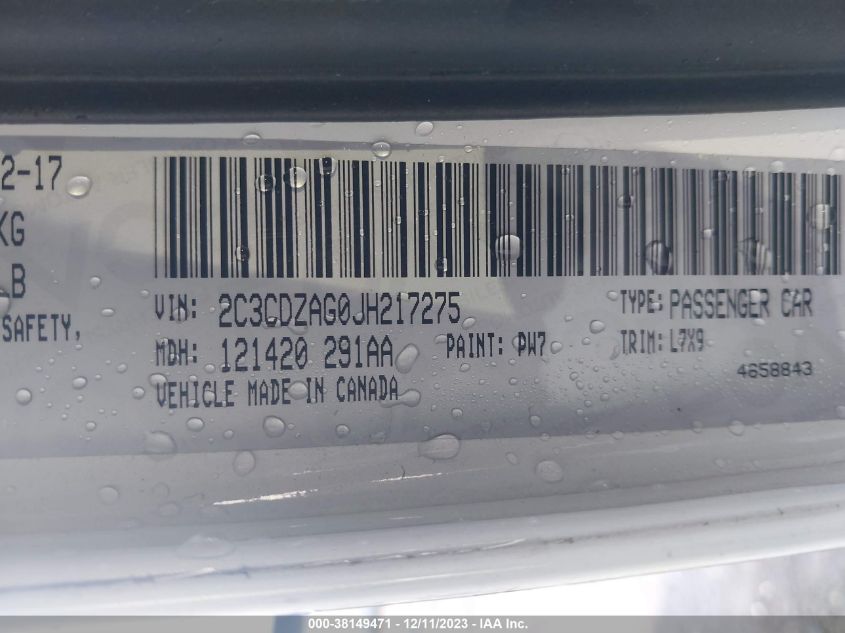 2-17
KG
LB
SAFETY,
VIN: 2C3CDZAG0JH217275 TYPE: PASSENGER CAR
MDH: 121420 291AA PAINT: PW7 TRIM: L7X9
VEHICLE MADE IN CANADA 4658843
000-38149471 - 12/11/2023 - IAA Inc.